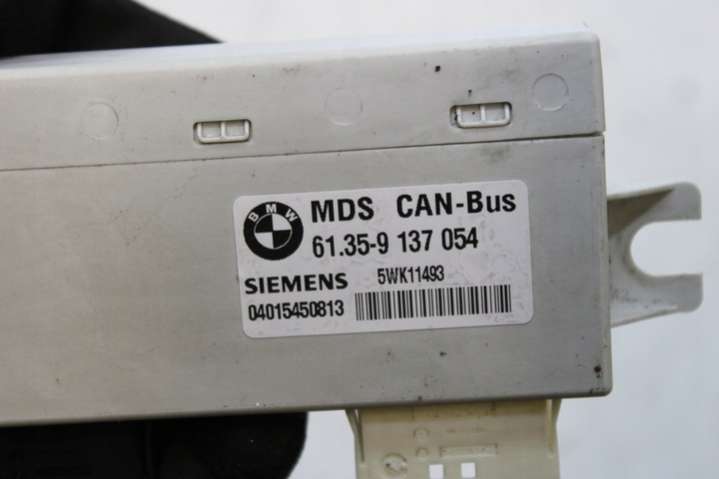 BMW
MDS CAN-Bus
61.35-9 137 054
SIEMENS 5WK11493
04015450813